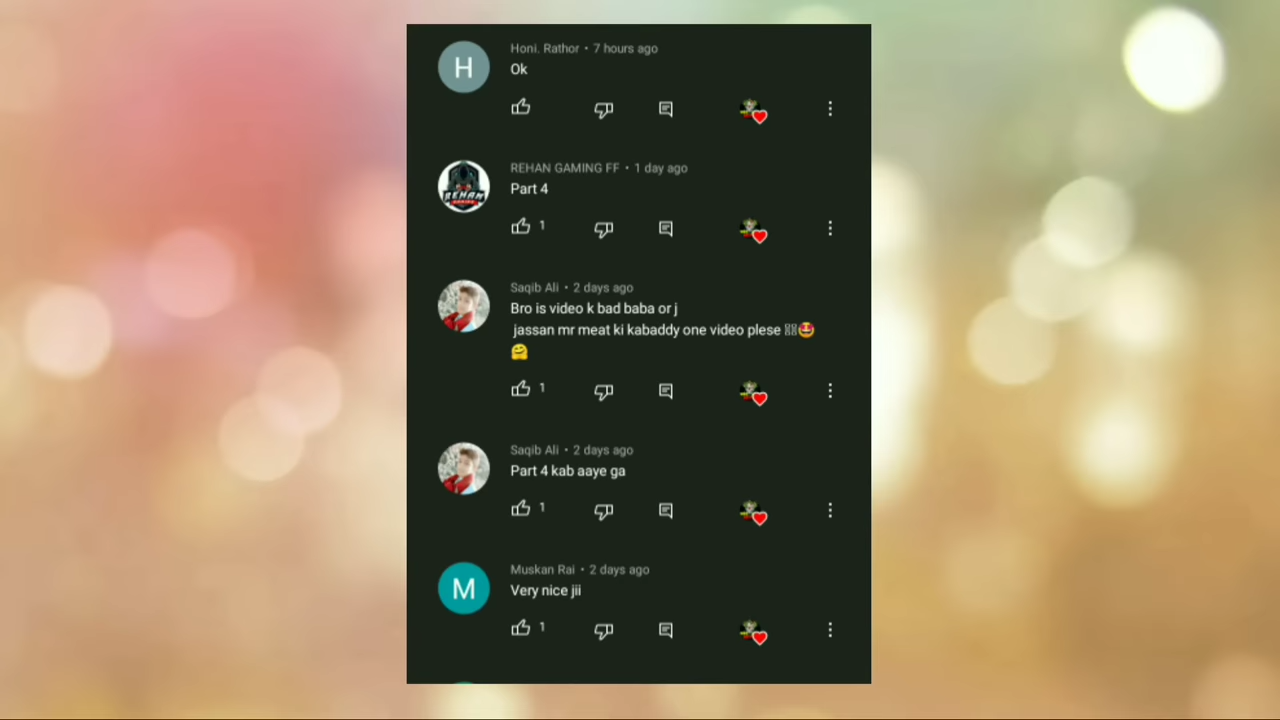 H
Honi. Rathor • 7 hours ago
Ok
REHAN GAMING FF • 1 day ago
REHAN
Part 4
1
Saqib Ali • 2 days ago
Bro is video k bad baba or j
jassan mr meat ki kabaddy one video plese 🤩
🤗
1
Saqib Ali • 2 days ago
Part 4 kab aaye ga
1
M
Muskan Rai • 2 days ago
Very nice jii
1